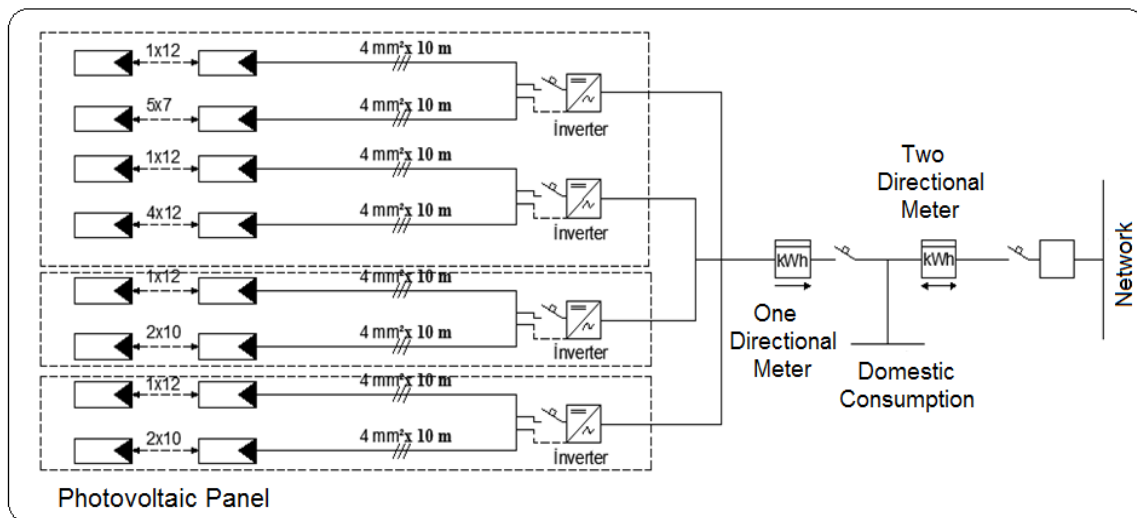 1x12
4 mm²x 10 m
5x7
4 mm²x 10 m
İnverter
1x12
4 mm²x 10 m
4x12
4 mm²x 10 m
İnverter
1x12
4 mm²x 10 m
2x10
4 mm²x 10 m
İnverter
1x12
4 mm²x 10 m
2x10
4 mm²x 10 m
İnverter
Photovoltaic Panel
kWh
One
Directional
Meter
Two
Directional
Meter
kWh
Domestic
Consumption
Network